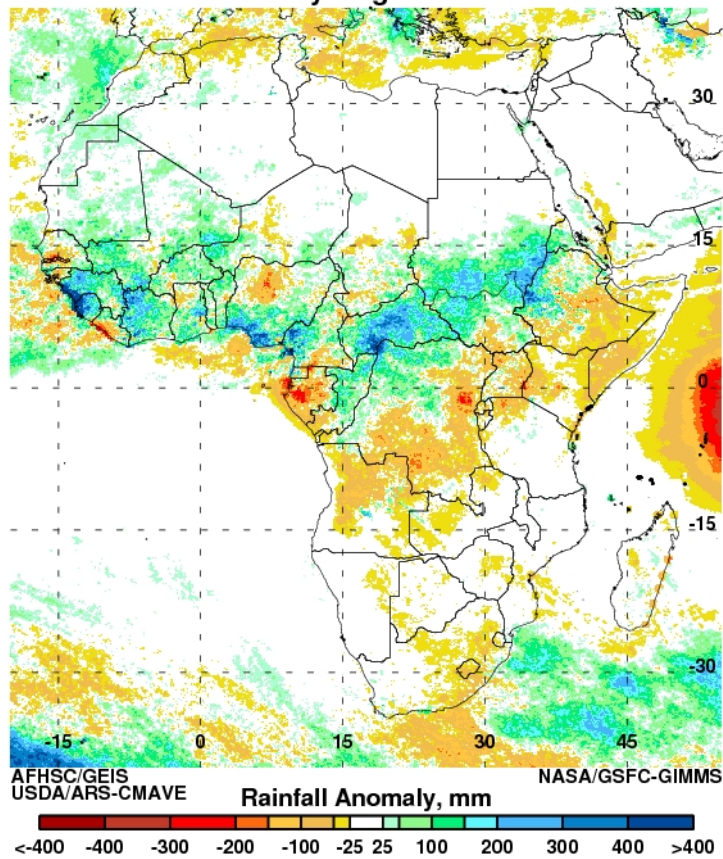 30
15
0
-15
-30
-15 0 15 30 45
AFHSC/GEIS NASA/GSFC-GIMMS
USDA/ARS-CMAVE
Rainfall Anomaly, mm
<-400 -400 -300 -200 -100 -25 25 100 200 300 400 >400